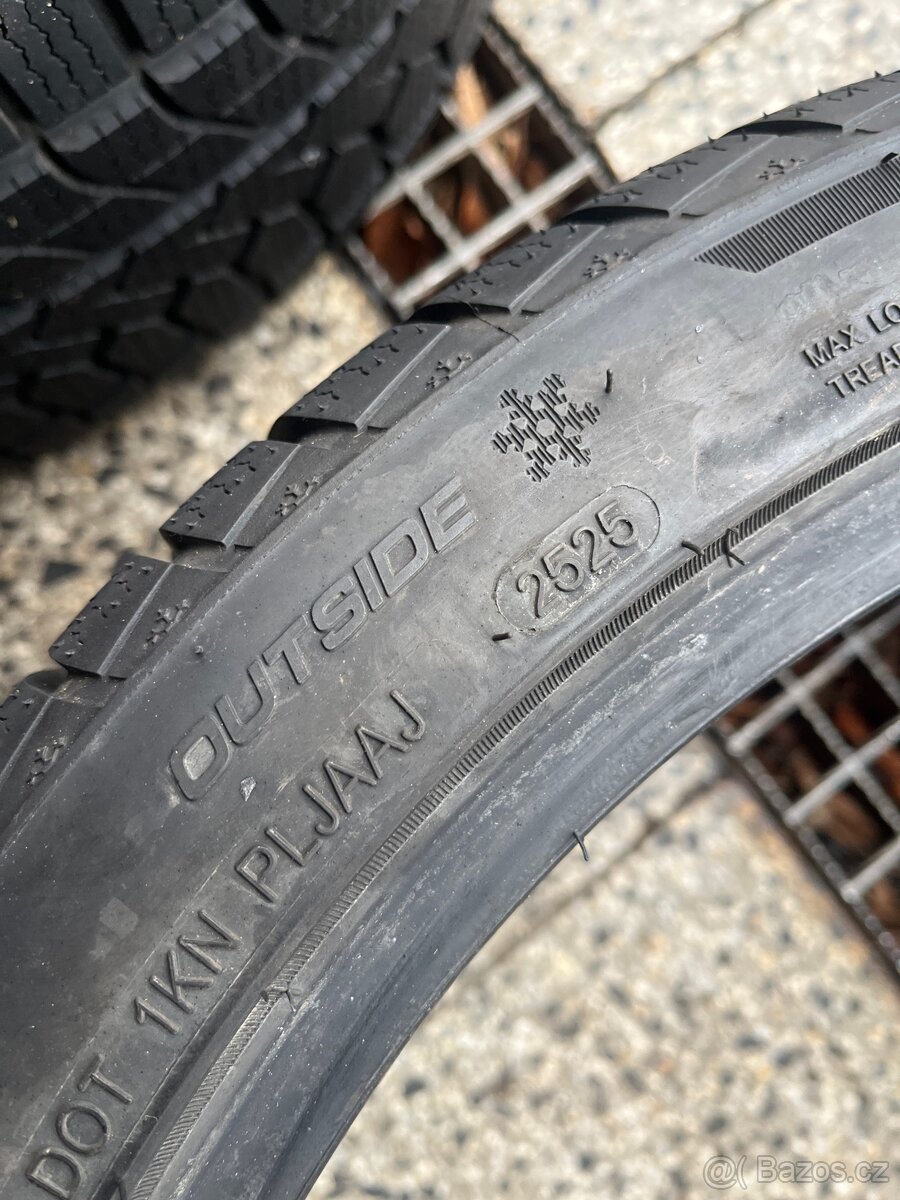 MAX LO
TREAD
OUTSIDE
2525
DOT 1KN PLJAAJ
Bazos.cz